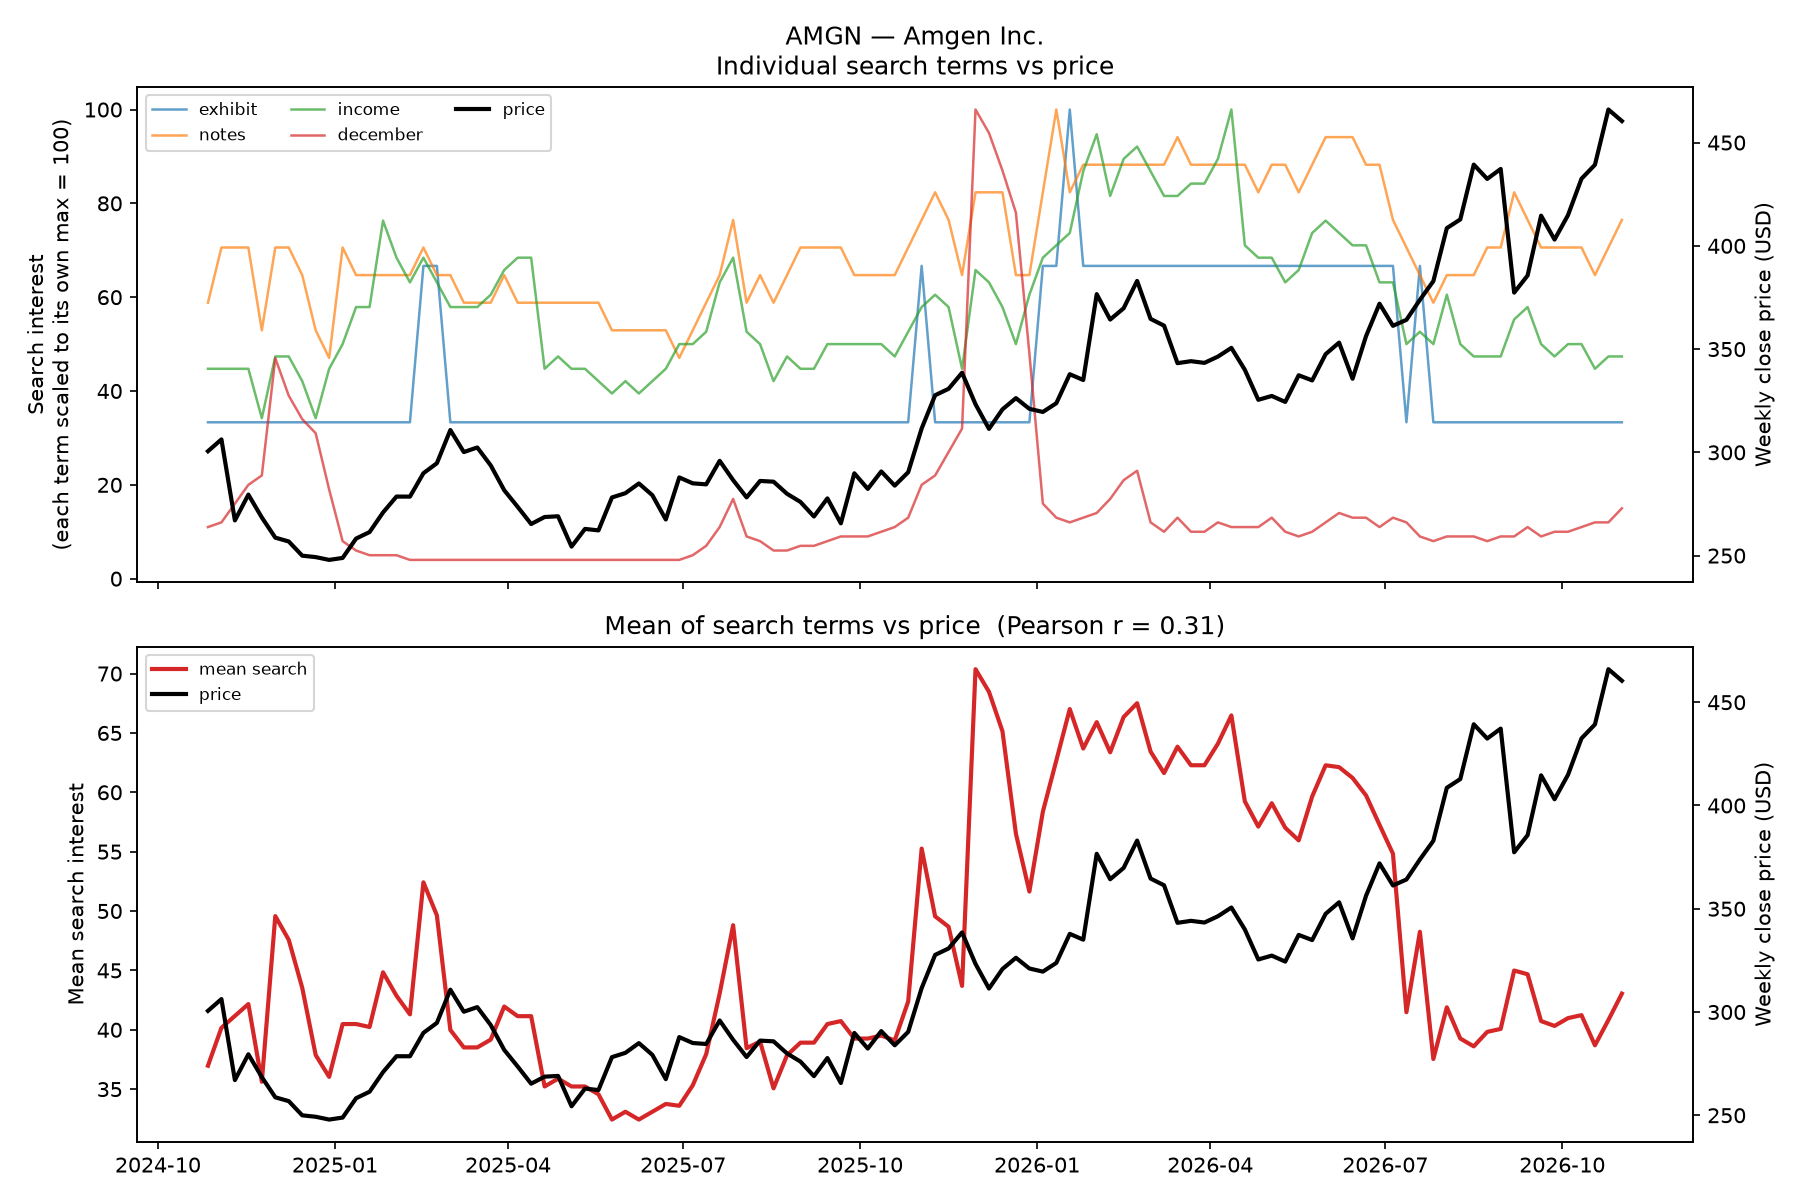 AMGN — Amgen Inc.
Individual search terms vs price
exhibit
notes
income
december
price
Search interest
(each term scaled to its own max = 100)
100
80
60
40
20
0
450
400
350
300
250
Weekly close price (USD)
Mean of search terms vs price  (Pearson r = 0.31)
mean search
price
Mean search interest
70
65
60
55
50
45
40
35
450
400
350
300
250
Weekly close price (USD)
2024-10
2025-01
2025-04
2025-07
2025-10
2026-01
2026-04
2026-07
2026-10